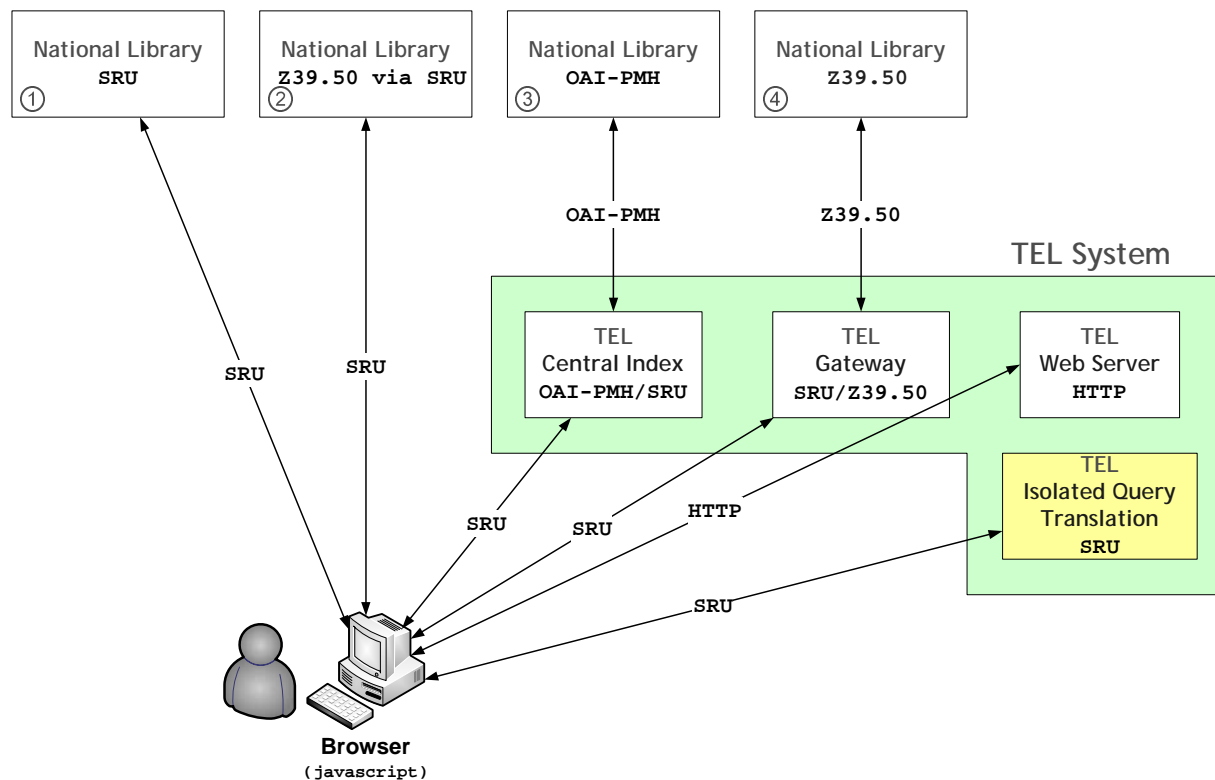 National Library
SRU
1
National Library
Z39.50 via SRU
2
National Library
OAI-PMH
3
National Library
Z39.50
4
OAI-PMH
Z39.50
TEL System
TEL
Central Index
OAI-PMH/SRU
TEL
Gateway
SRU/Z39.50
TEL
Web Server
HTTP
SRU
SRU
TEL
Isolated Query
Translation
SRU
SRU
SRU
HTTP
SRU
Browser
(javascript)